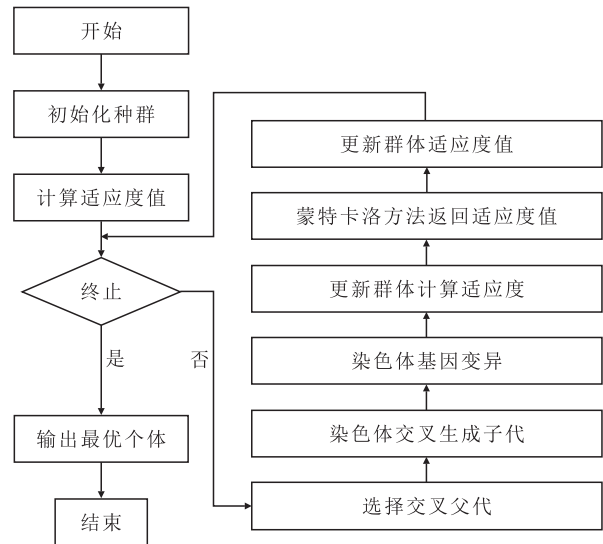 开始
初始化种群
计算适应度值
终止
是
否
输出最优个体
结束
更新群体适应度值
蒙特卡洛方法返回适应度值
更新群体计算适应度
染色体基因变异
染色体交叉生成子代
选择交叉父代